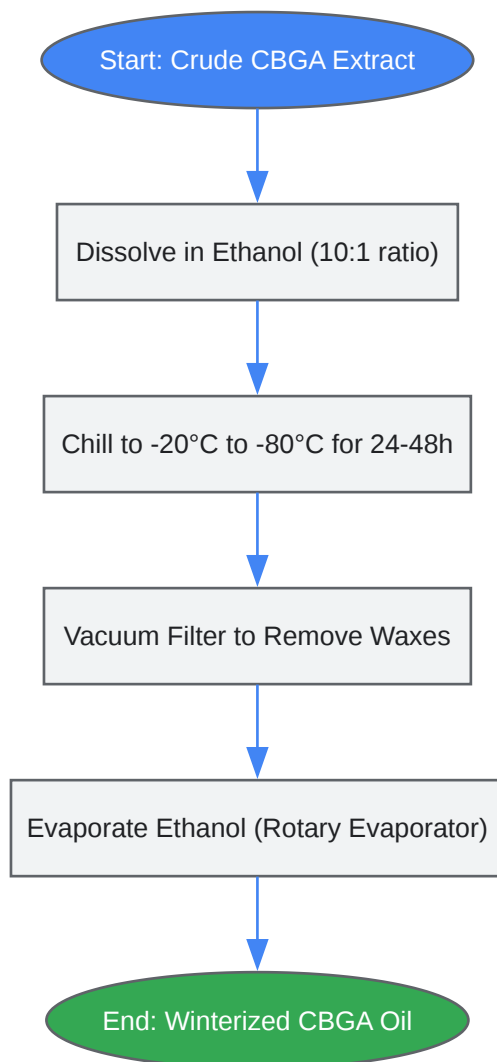 Start: Crude CBGA Extract
Dissolve in Ethanol (10:1 ratio)
Chill to -20°C to -80°C for 24-48h
Vacuum Filter to Remove Waxes
Evaporate Ethanol (Rotary Evaporator)
End: Winterized CBGA Oil